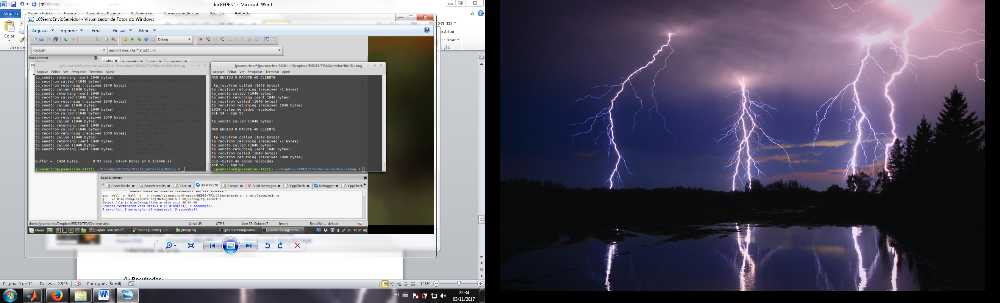 docREDES2 - Microsoft Word
Arquivo
Página Inicial
Inserir
Layout da Página
Referências
Correspondências
Revisão
Exibição
Colar
Área de
ocalizar
bstituir
ecionar
dição
10%erroEnvioServidor - Visualizador de Fotos do Windows
Arquivo Imprimir Email Gravar Abrir
Debug
<global>
main(int argc, char* argv[]) : int
Management
main.c tp_socket.c main.c tp_socket.c
jpsamarino@jpsamarino-I42IL1 ~/Dropbox/REDES/TP2/Cliente/bin/Debug
Arquivo Editar Ver Pesquisar Terminal Ajuda
tp_sendto returning (sent 1040 bytes)
tp_recvfrom called (1040 bytes)
tp_recvfrom returning (received 1040 bytes)
tp_sendto called (1040 bytes)
tp_sendto returning (sent 1040 bytes)
tp_recvfrom called (1040 bytes)
tp_recvfrom returning (received 1040 bytes)
tp_sendto called (1040 bytes)
tp_sendto returning (sent 1040 bytes)
tp_recvfrom called (1040 bytes)
tp_recvfrom returning (received 1040 bytes)
tp_sendto called (1040 bytes)
tp_sendto returning (sent 1040 bytes)
tp_recvfrom called (1040 bytes)
tp_recvfrom returning (received 1040 bytes)
tp_sendto called (1040 bytes)
tp_sendto returning (sent 1040 bytes)
tp_sendto called (1040 bytes)
tp_sendto returning (sent 1040 bytes)
Buffer = 1024 bytes, 8.93 kbps (54784 bytes em 6.131466 s)
jpsamarino@jpsamarino-I42IL1 ~/Dropbox/REDES/TP2/Cliente/bin/Debug $
jpsamarino@jpsamarino-I42IL1 ~/Dropbox/REDES/TP2/Servidor/bin/Debug
Arquivo Editar Ver Pesquisar Terminal Ajuda
NAO ENVIOU O PACOTE AO CLIENTE
tp_recvfrom called (1040 bytes)
tp_recvfrom returning (received -1 bytes)
tp_sendto called (1040 bytes)
tp_sendto returning (sent 1040 bytes)
tp_recvfrom called (1040 bytes)
tp_recvfrom returning (received 1040 bytes)
1024--bytes de dados recebidos
ack 54 - sqn 53
tp_sendto called (1040 bytes)
NAO ENVIOU O PACOTE AO CLIENTE
tp_recvfrom called (1040 bytes)
tp_recvfrom returning (received -1 bytes)
tp_sendto called (1040 bytes)
tp_sendto returning (sent 1040 bytes)
tp_recvfrom called (1040 bytes)
tp_recvfrom returning (received 1040 bytes)
512--bytes de dados recebidos
ack 55 - sqn 54
jpsamarino@jpsamarino-I42IL1 ~/Dropbox/REDES/TP2/Servidor/bin/Debug $
Logs & others
Code::Blocks Search results Cccc Build log Cscope Build messages CppCheck Debugger CppCheck
gcc -Wall -g -Wall -g -c /home/jpsamarino/Dropbox/REDES/TP2/Cliente/main.c -o obj/Debug/main.o
g++ -o bin/Debug/Cliente obj/Debug/main.o obj/Debug/tp_socket.o
Output file is bin/Debug/Cliente with size 20.04 KB
Process terminated with status 0 (0 minute(s), 0 second(s))
0 error(s), 0 warning(s) (0 minute(s), 0 second(s))
/home/jpsamarino/Dropbox/REDES/TP2/Cliente/main.c Unix (LF) UTF-8 Line 33, Column 7 Insert Read/Wri... default
Menu [Sapão - Vou Desafi... main.c [Cliente] - Co... [Imagens] jpsamarino@jpsama... jpsamarino@jpsama... 16:31
4 - Resultados:
Página: 9 de 10 Palavras: 2.593 Português (Brasil) 108%
PT 22:34
03/11/2017